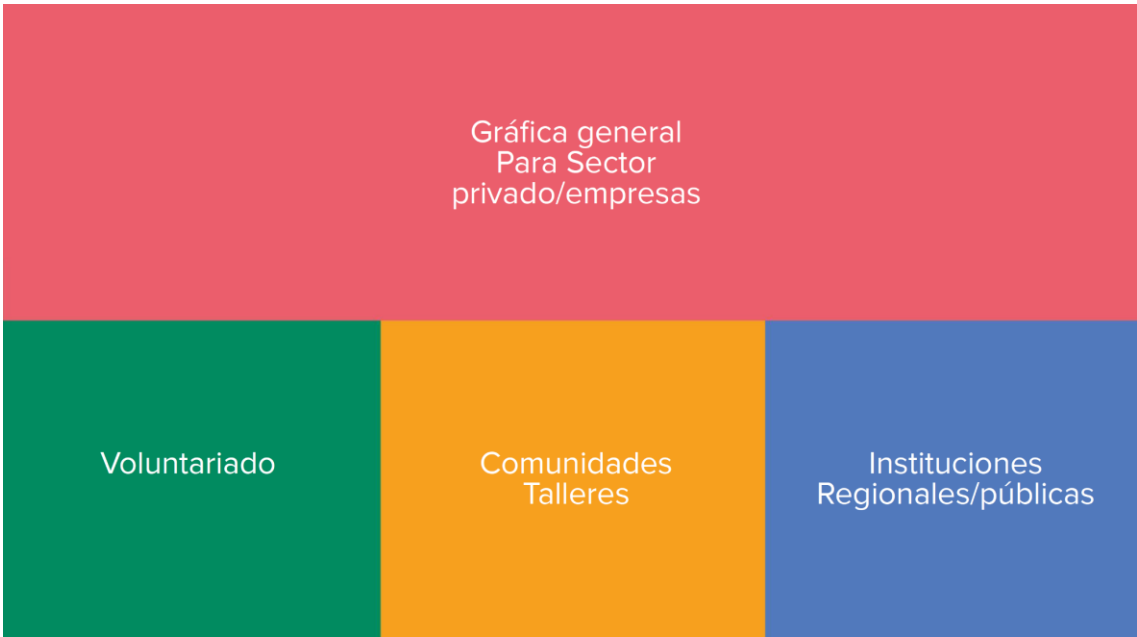 Gráfica general
Para Sector
privado/empresas
Voluntariado
Comunidades
Talleres
Instituciones
Regionales/públicas